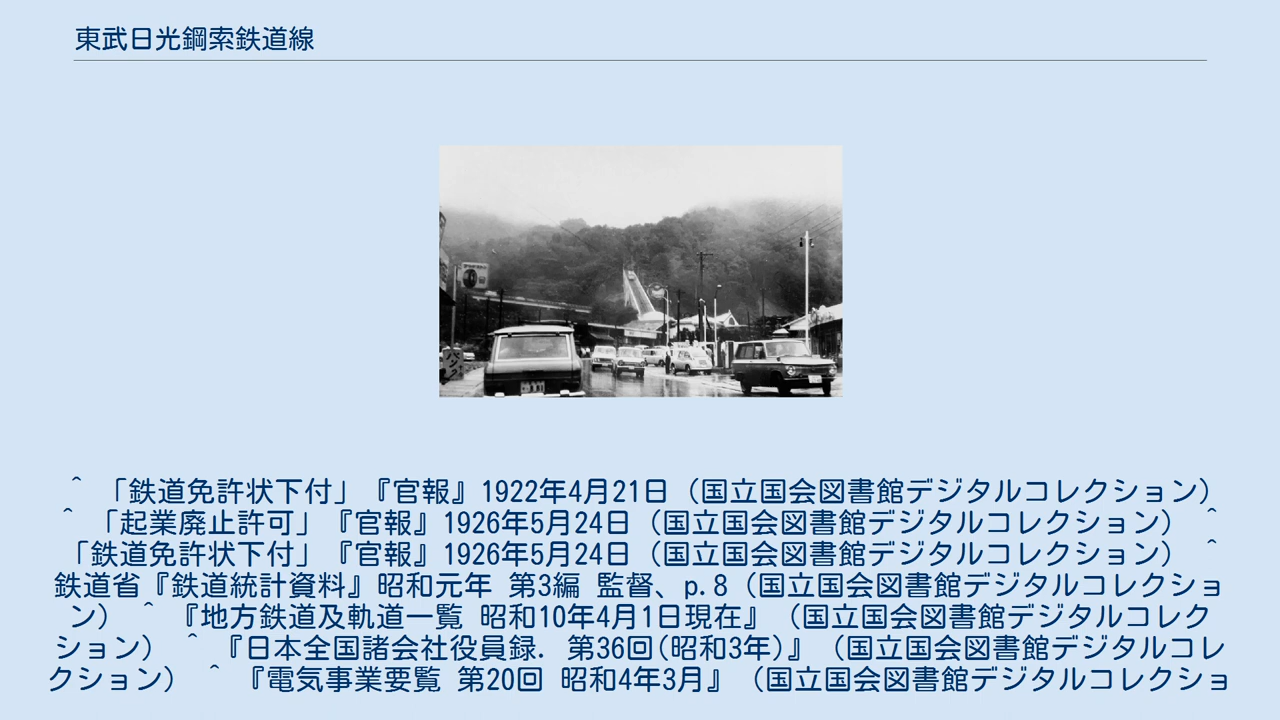 東武日光鋼索鉄道線
^ 「鉄道免許状下付」『官報』1922年4月21日（国立国会図書館デジタルコレクション）
^ 「起業廃止許可」『官報』1926年5月24日（国立国会図書館デジタルコレクション） ^
「鉄道免許状下付」『官報』1926年5月24日（国立国会図書館デジタルコレクション） ^
鉄道省『鉄道統計資料』昭和元年 第3編 監督、p.8（国立国会図書館デジタルコレクショ
ン） ^ 『地方鉄道及軌道一覧 昭和10年4月1日現在』（国立国会図書館デジタルコレク
ション） ^ 『日本全国諸会社役員録. 第36回(昭和3年)』（国立国会図書館デジタルコレ
クション） ^ 『電気事業要覧 第20回 昭和4年3月』（国立国会図書館デジタルコレクショ